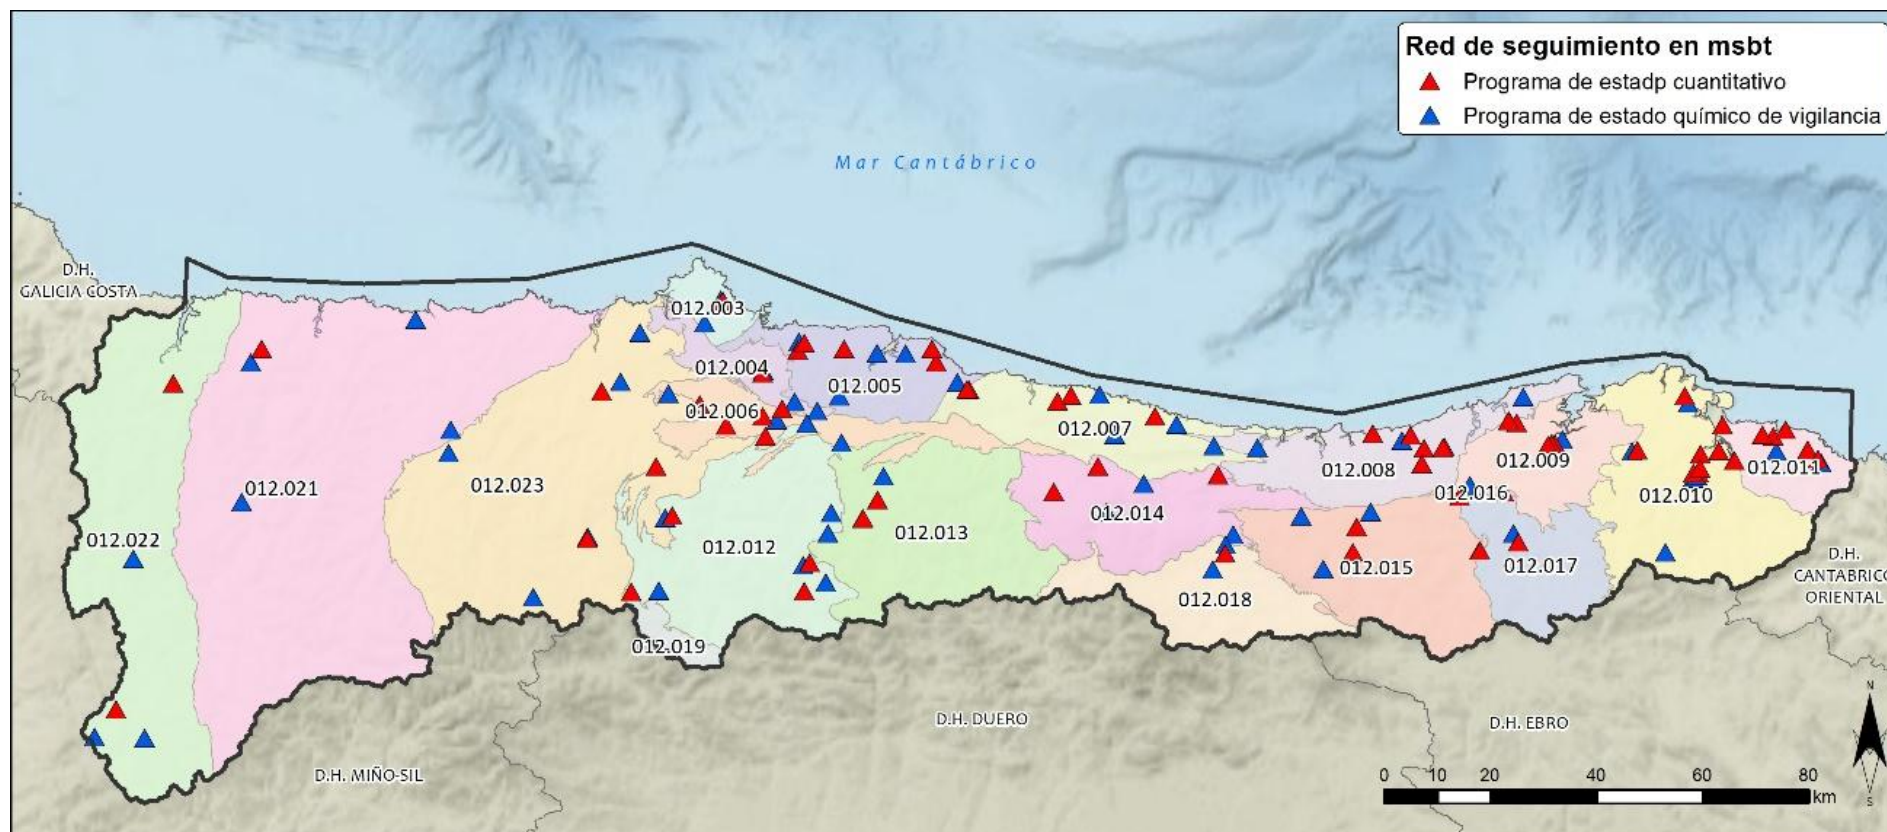 Red de seguimiento en msbt
Programa de estadp cuantitativo
Programa de estado químico de vigilancia
Mar Cantábrico
D.H.
GALICIA COSTA
012.003
012.004
012.005
012.006
012.007
012.008
012.009
012.016
012.010
012.011
012.021
012.023
012.022
012.012
012.013
012.014
012.015
012.017
012.018
012.019
D.H.
CANTABRICO
ORIENTAL
D.H. DUERO
D.H. EBRO
D.H. MIÑO-SIL
N
S
0 10 20 40 60 80
km